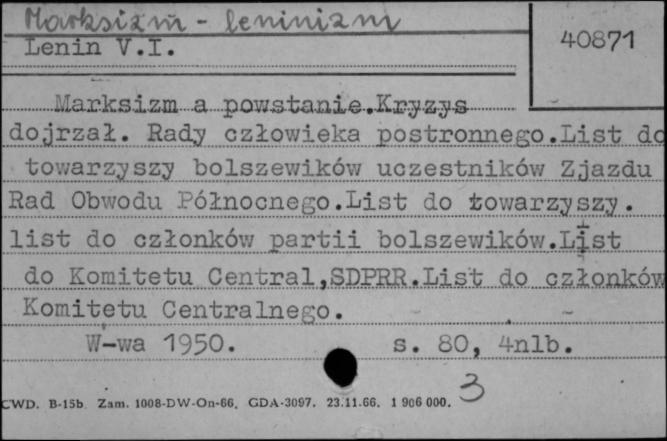 Marksizm - leninizm
Lenin V.I.
40871
Marksizm a powstanie.Kryzys
dojrzał. Rady człowieka postronnego.List do
towarzyszy bolszewików uczestników Zjazdu
Rad Obwodu Północnego.List do towarzyszy.
list do członków partii bolszewików.List
do Komitetu Central,SDPRR.List do członków
Komitetu Centralnego.
W-wa 1950. s. 80, 4nlb.
3
CWD. B-15b. Zam. 1008-DW-On-66. GDA-3097. 23.11.66. 1 906 000.